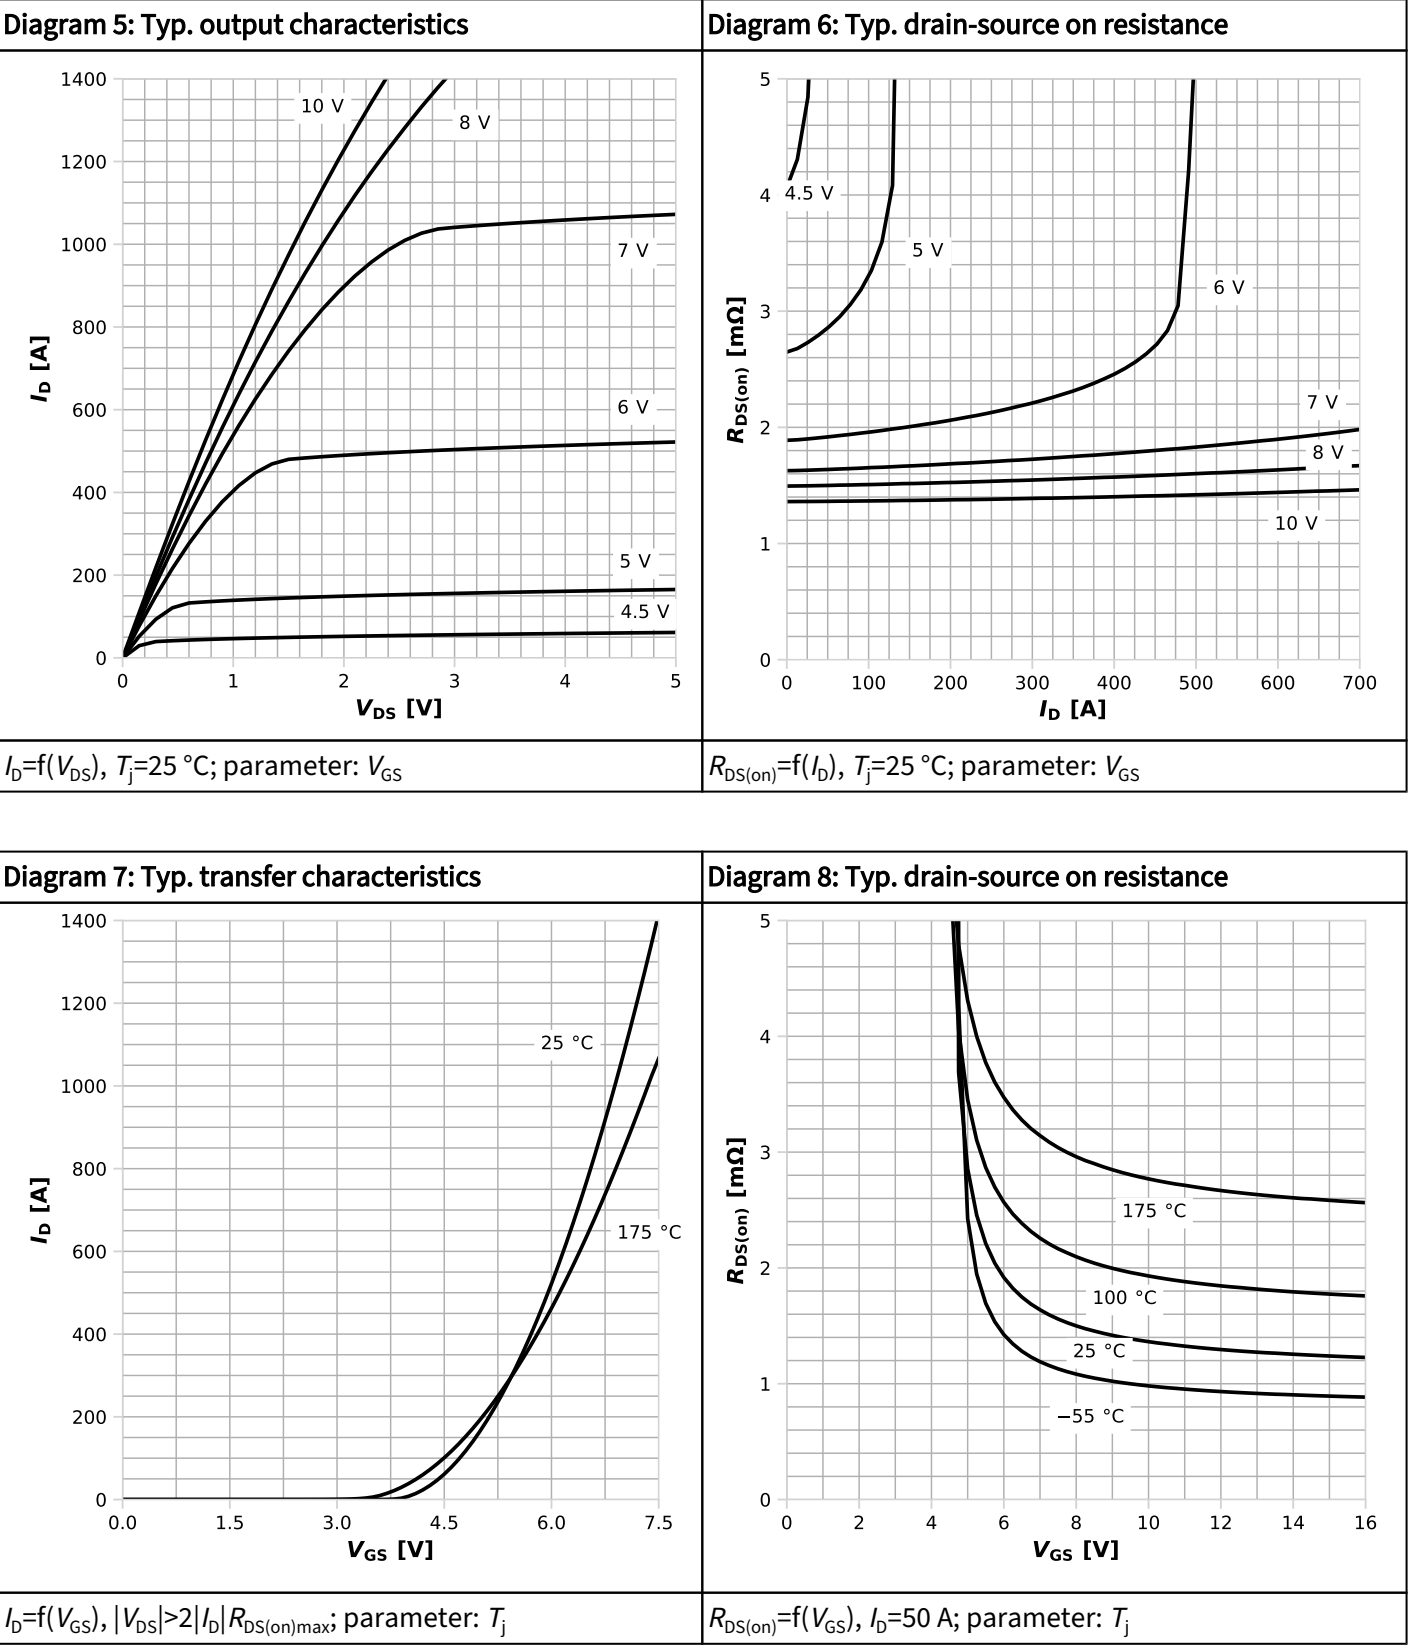 Diagram 5: Typ. output characteristics
1400
1200
1000
800
600
400
200
0
0 1 2 3 4 5
I_D [A]
V_DS [V]
10 V
8 V
7 V
6 V
5 V
4.5 V
I_D=f(V_DS), T_j=25 °C; parameter: V_GS
Diagram 6: Typ. drain-source on resistance
5
4
3
2
1
0
0 100 200 300 400 500 600 700
R_DS(on) [mΩ]
I_D [A]
4.5 V
5 V
6 V
7 V
8 V
10 V
R_DS(on)=f(I_D), T_j=25 °C; parameter: V_GS
Diagram 7: Typ. transfer characteristics
1400
1200
1000
800
600
400
200
0
0.0 1.5 3.0 4.5 6.0 7.5
I_D [A]
V_GS [V]
25 °C
175 °C
I_D=f(V_GS), |V_DS|>2|I_D|R_DS(on)max; parameter: T_j
Diagram 8: Typ. drain-source on resistance
5
4
3
2
1
0
0 2 4 6 8 10 12 14 16
R_DS(on) [mΩ]
V_GS [V]
175 °C
100 °C
25 °C
−55 °C
R_DS(on)=f(V_GS), I_D=50 A; parameter: T_j